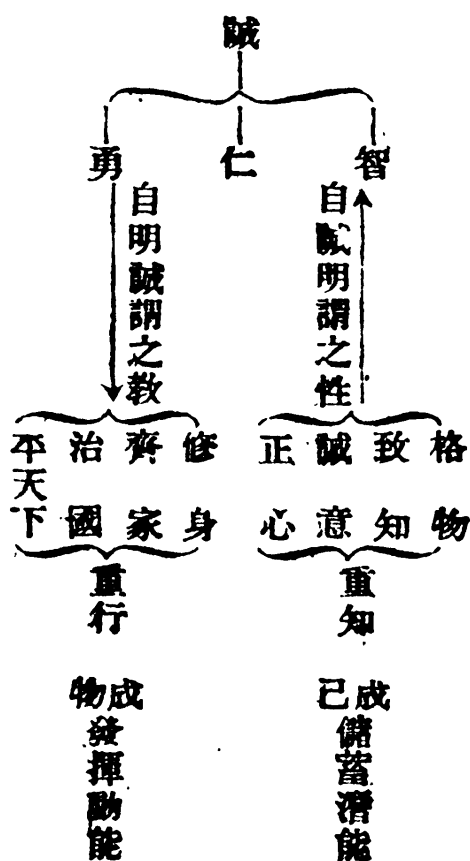 誠
智
仁
勇
自誠明謂之性
自明誠謂之教
格物
致知
誠意
正心
修身
齊家
治國
平天下
重知
重行
成己
儲蓄潛能
成物
發揮動能